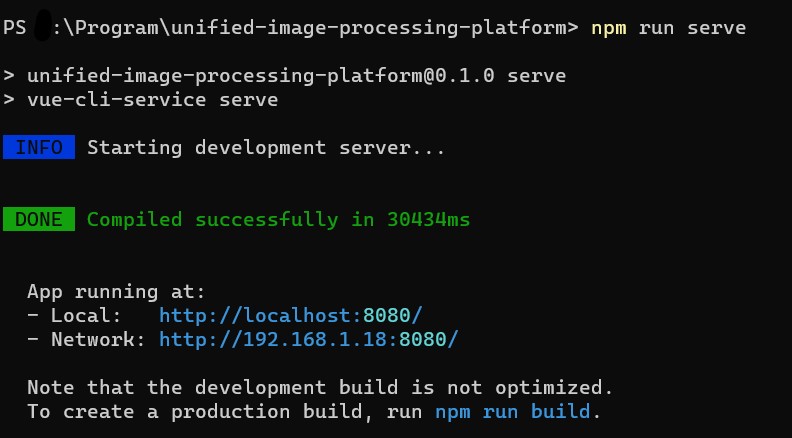 PS :\Program\unified-image-processing-platform> npm run serve
> unified-image-processing-platform@0.1.0 serve
> vue-cli-service serve
INFO Starting development server...
DONE Compiled successfully in 30434ms
App running at:
- Local: http://localhost:8080/
- Network: http://192.168.1.18:8080/
Note that the development build is not optimized.
To create a production build, run npm run build.